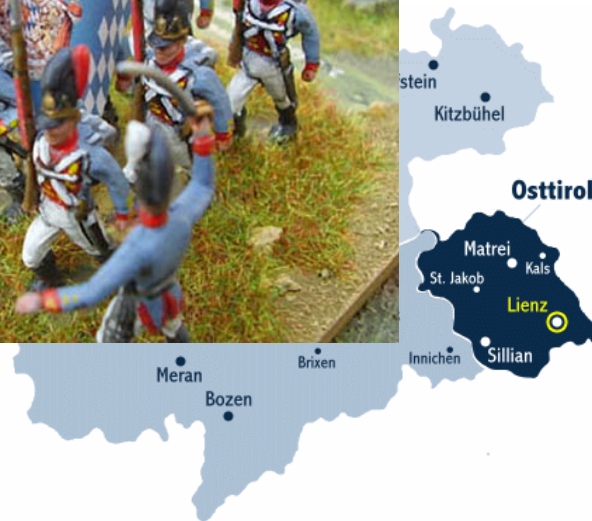 stein
Kitzbühel
Osttirol
Matrei
Kals
St. Jakob
Lienz
Innichen
Sillian
Brixen
Meran
Bozen